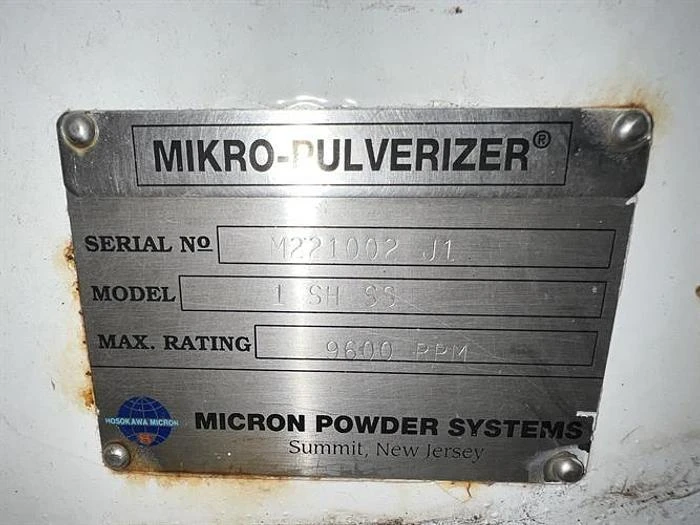 MIKRO-PULVERIZER®
SERIAL No M221002 J1
MODEL 1 SH SS
MAX. RATING 9600 RPM
HOSOKAWA MICRON
MICRON POWDER SYSTEMS
Summit, New Jersey